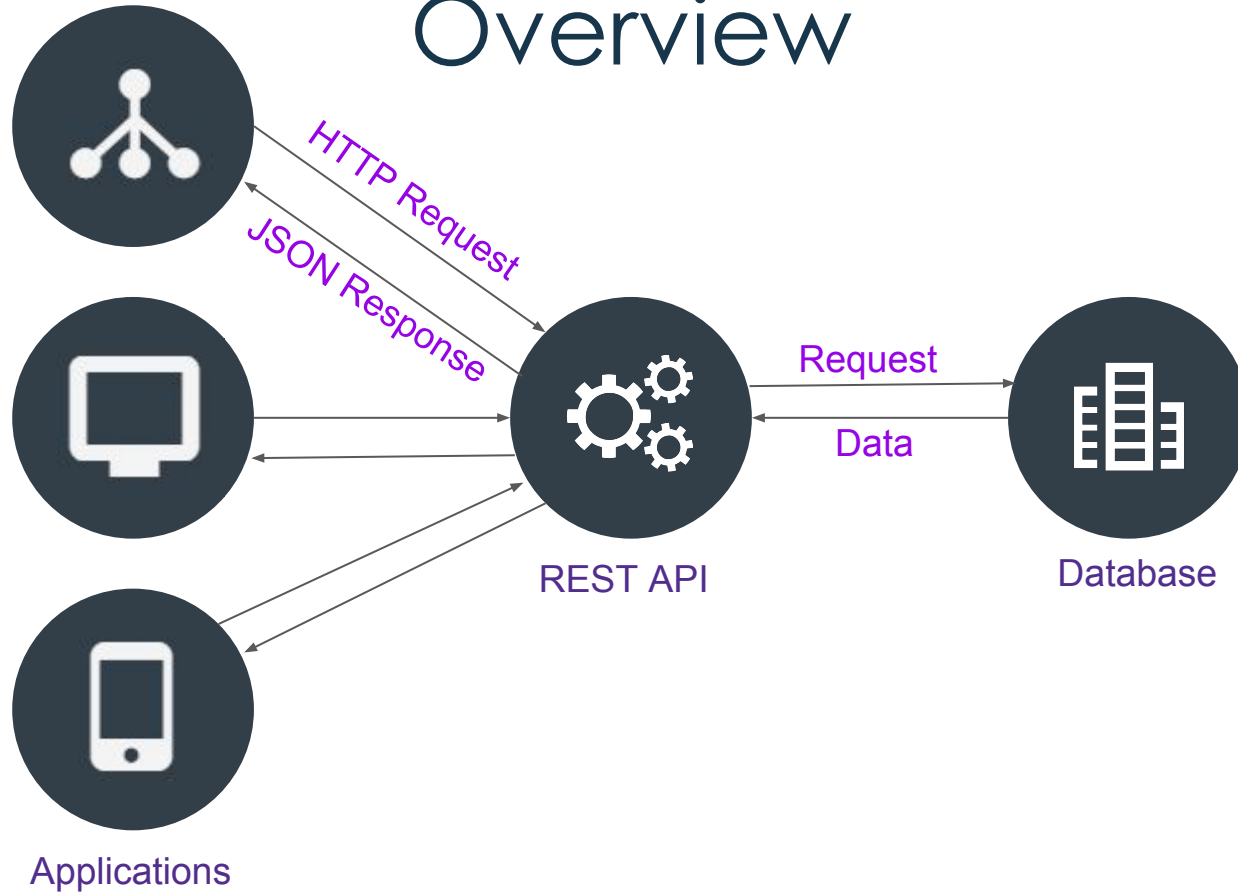 Overview
HTTP Request
JSON Response
Request
Data
REST API
Database
Applications